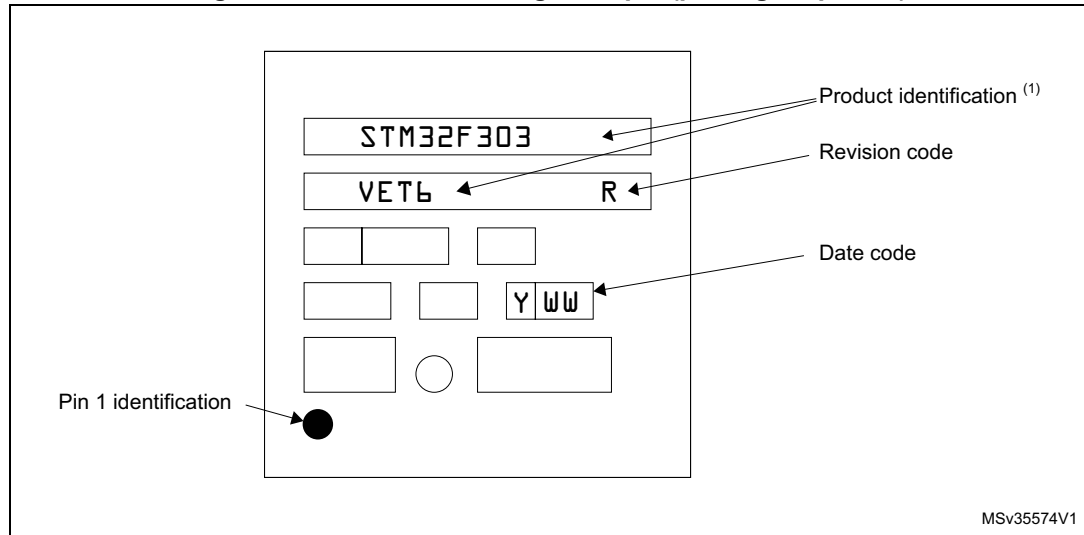 Product identification (1)
STM32F303
Revision code
VET6 R
Date code
Y WW
Pin 1 identification
MSv35574V1